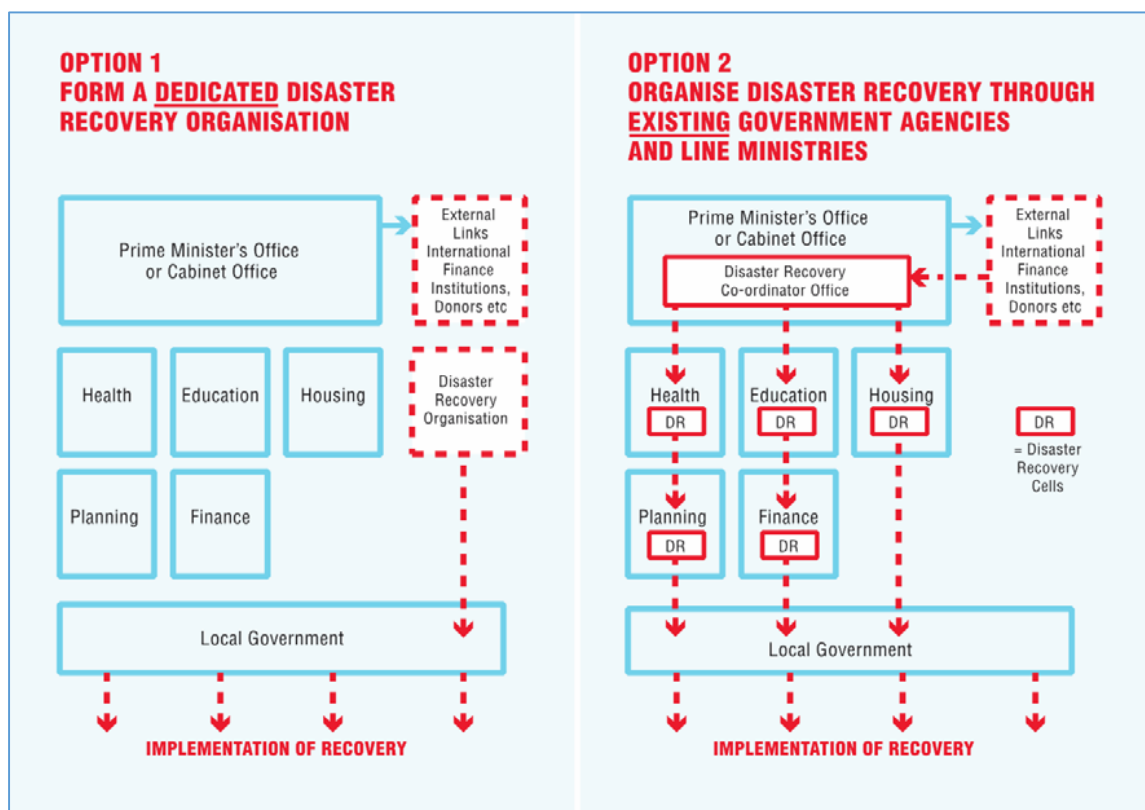 OPTION 1
FORM A DEDICATED DISASTER
RECOVERY ORGANISATION
Prime Minister's Office
or Cabinet Office
External
Links
International
Finance
Institutions,
Donors etc
Health
Education
Housing
Disaster
Recovery
Organisation
Planning
Finance
Local Government
IMPLEMENTATION OF RECOVERY
OPTION 2
ORGANISE DISASTER RECOVERY THROUGH
EXISTING GOVERNMENT AGENCIES
AND LINE MINISTRIES
Prime Minister's Office
or Cabinet Office
Disaster Recovery
Co-ordinator Office
External
Links
International
Finance
Institutions,
Donors etc
Health
DR
Education
DR
Housing
DR
DR
= Disaster
Recovery
Cells
Planning
DR
Finance
DR
Local Government
IMPLEMENTATION OF RECOVERY